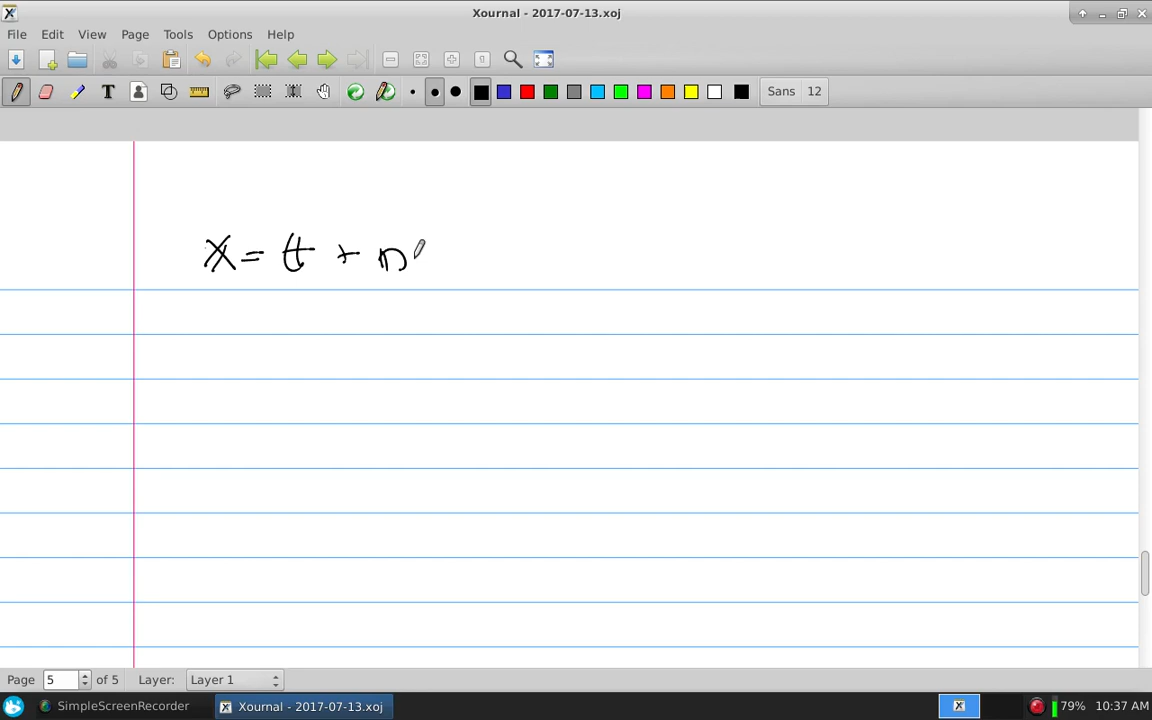 Xournal - 2017-07-13.xoj
File Edit View Page Tools Options Help
Sans 12
X = t + n
Page 5 of 5 Layer: Layer 1
SimpleScreenRecorder Xournal - 2017-07-13.xoj 79% 10:37 AM